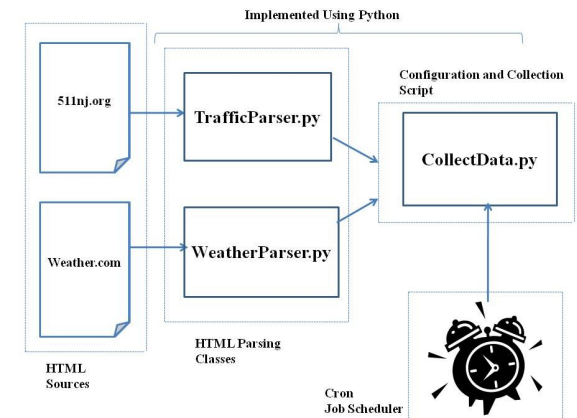 Implemented Using Python
511nj.org
TrafficParser.py
Configuration and Collection
Script
CollectData.py
Weather.com
WeatherParser.py
HTML Parsing
Classes
HTML
Sources
Cron
Job Scheduler